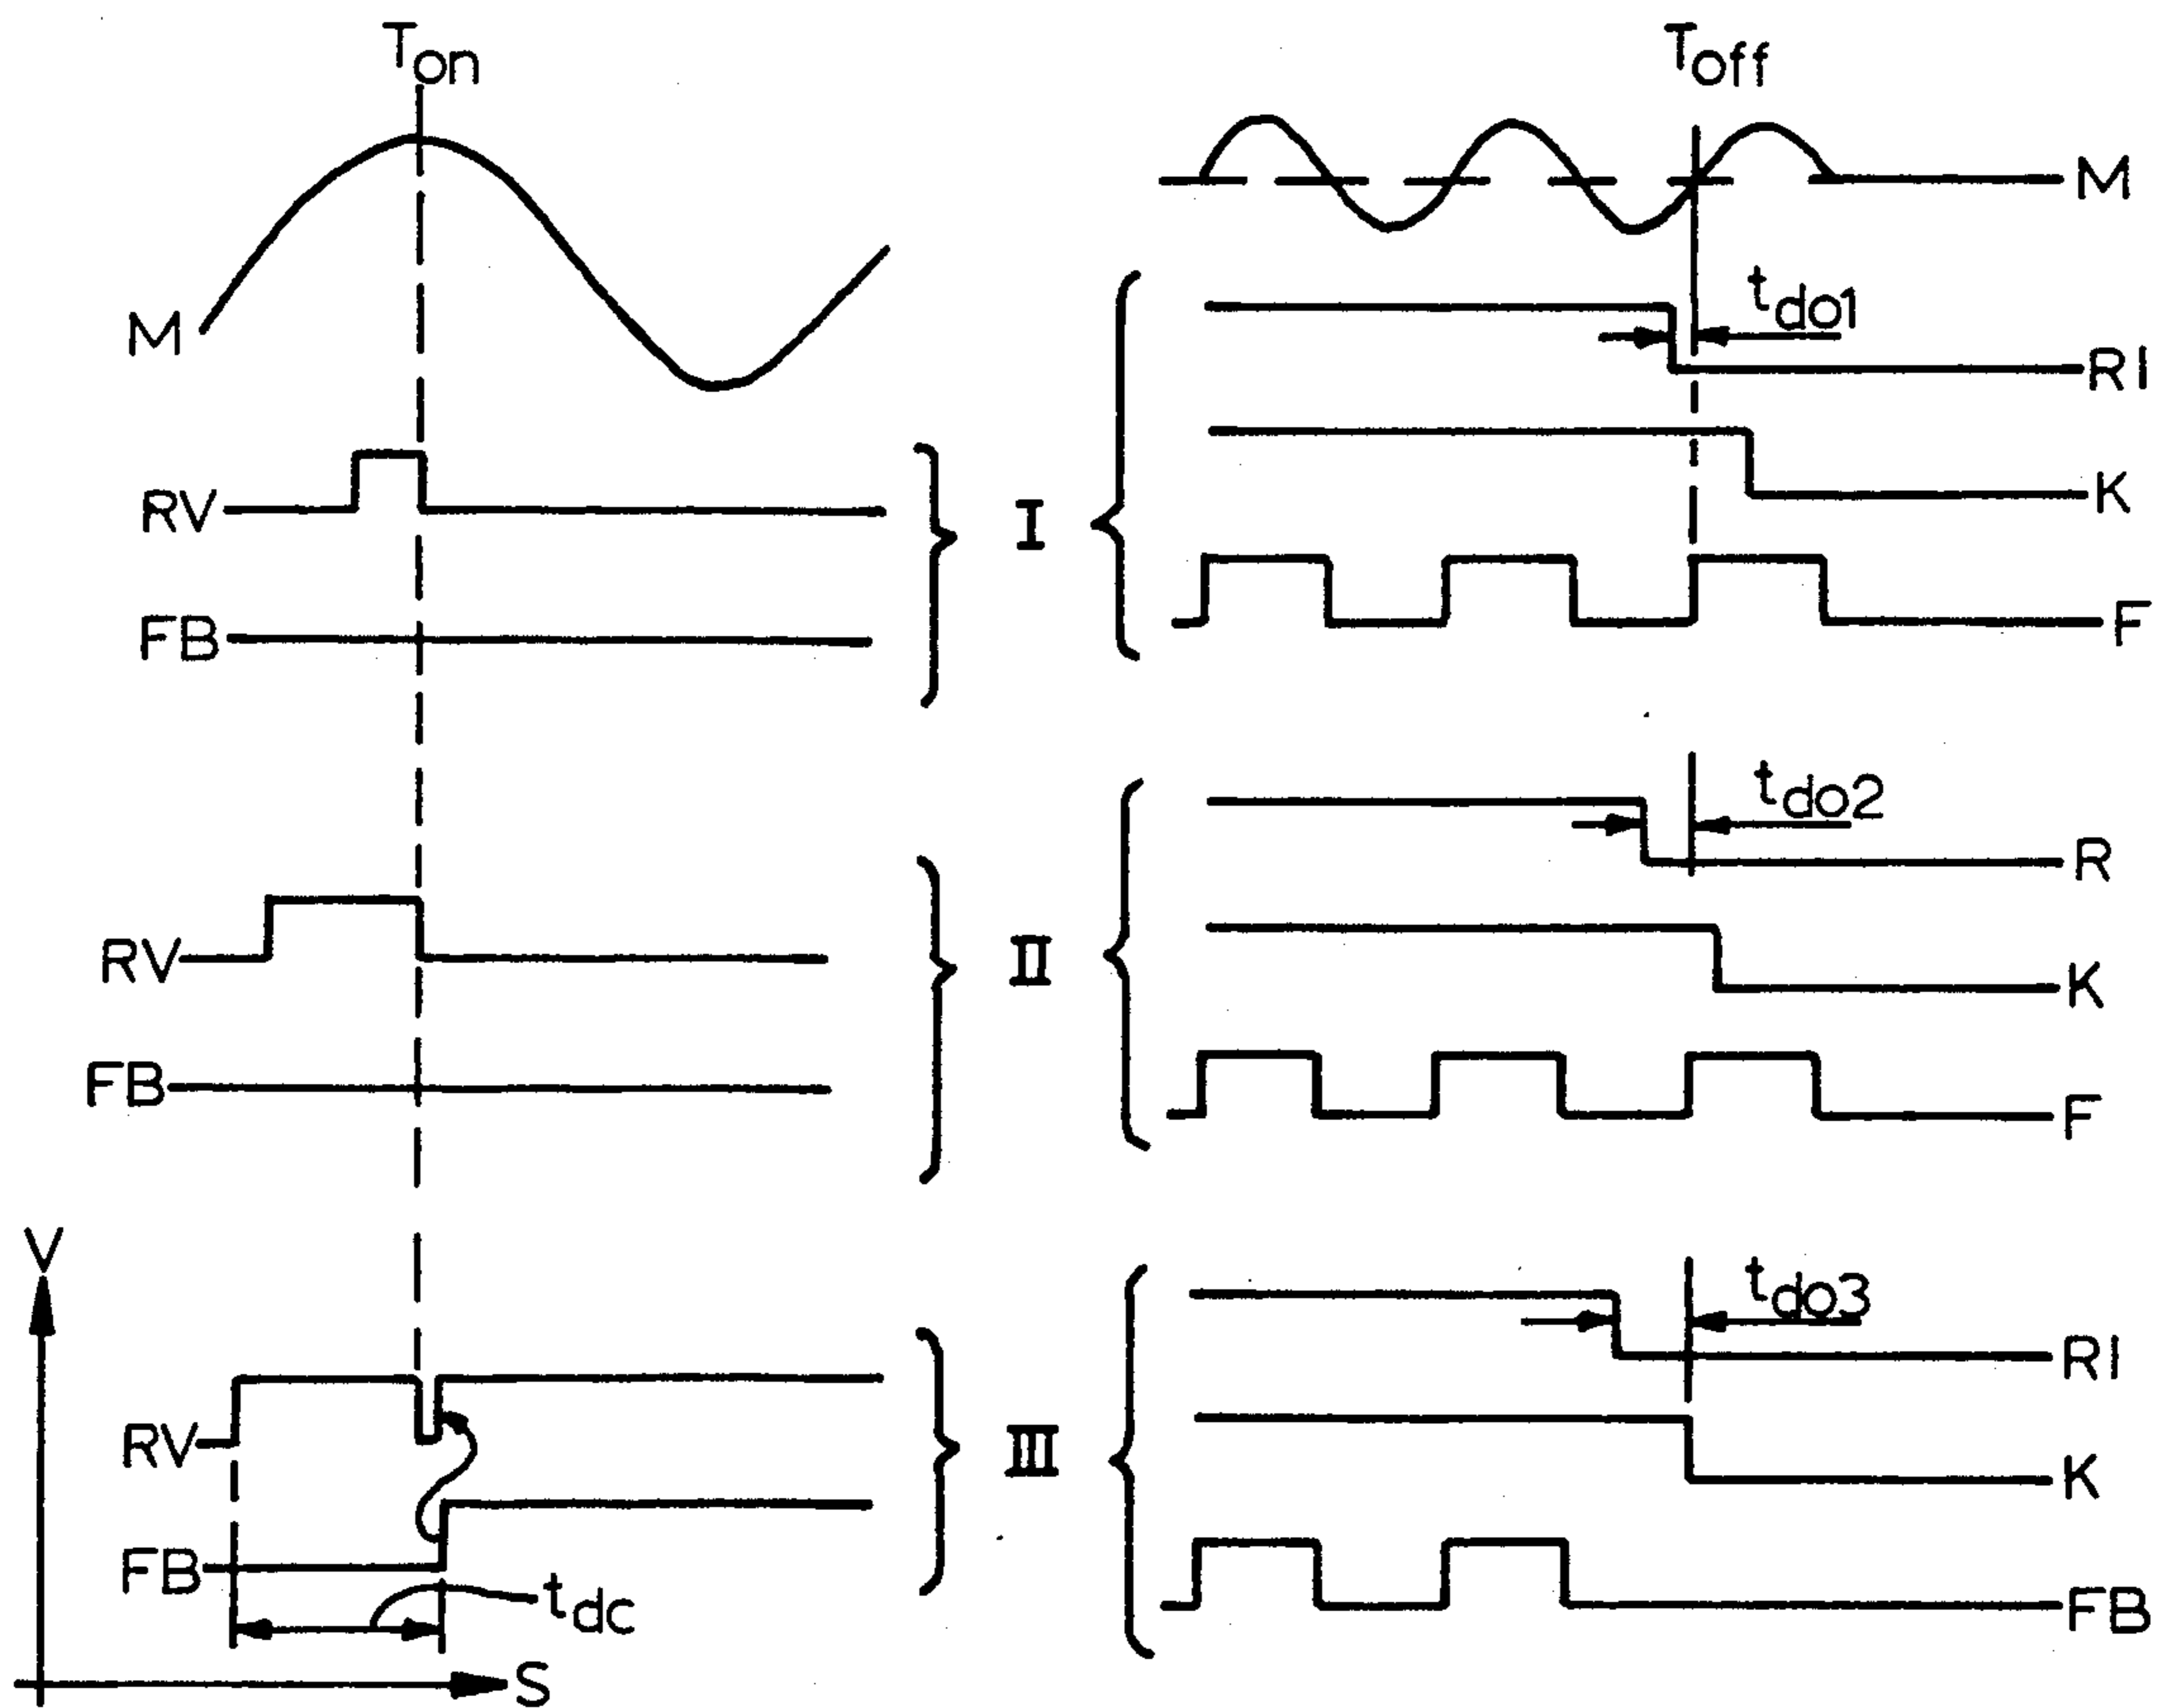 Ton
Toff
M
M
tdo1
RI
K
F
RV
FB
I
tdo2
R
K
F
RV
FB
II
V
tdo3
RI
K
FB
RV
FB
III
tdc
S